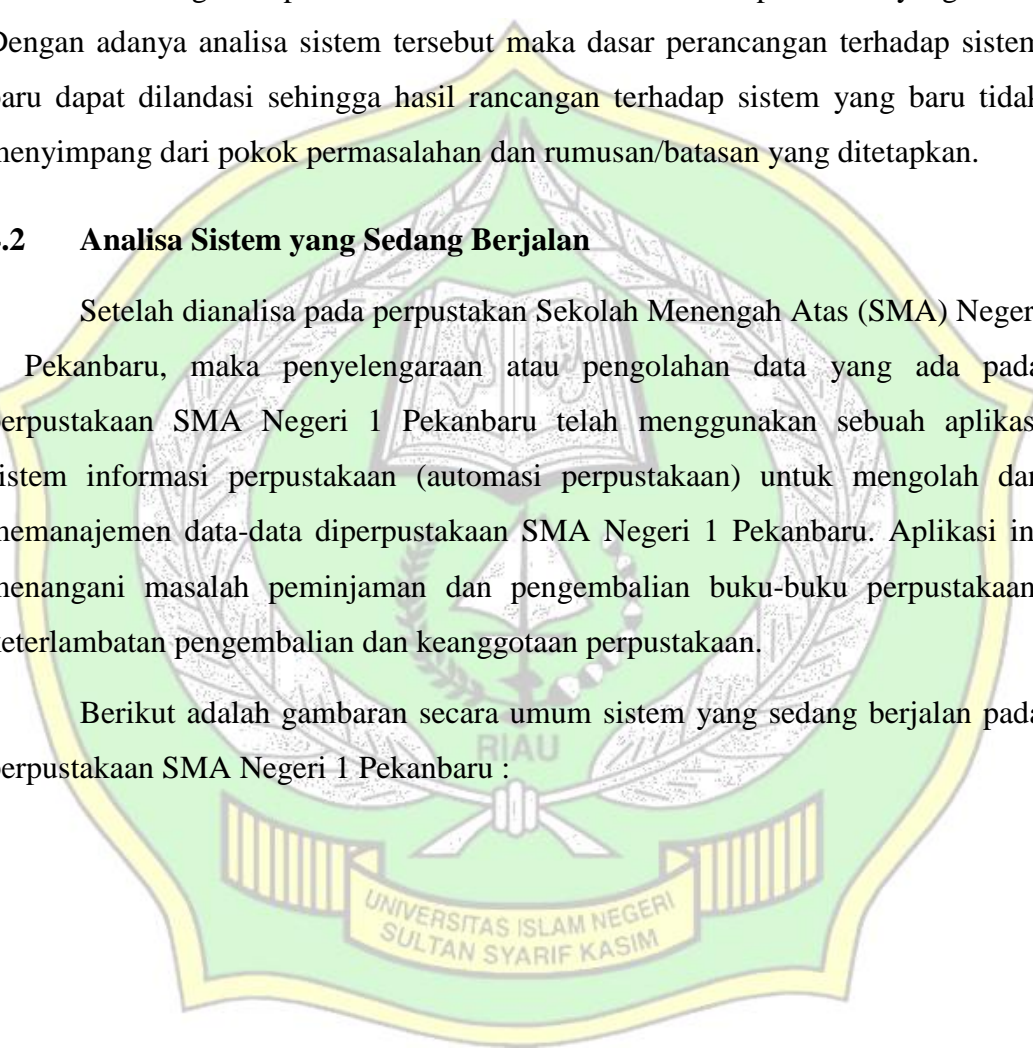 Dengan adanya analisa sistem tersebut maka dasar perancangan terhadap sistem
baru dapat dilandasi sehingga hasil rancangan terhadap sistem yang baru tidak
menyimpang dari pokok permasalahan dan rumusan/batasan yang ditetapkan.
.2 Analisa Sistem yang Sedang Berjalan
Setelah dianalisa pada perpustakan Sekolah Menengah Atas (SMA) Negeri
Pekanbaru, maka penyelengaraan atau pengolahan data yang ada pada
perpustakaan SMA Negeri 1 Pekanbaru telah menggunakan sebuah aplikasi
sistem informasi perpustakaan (automasi perpustakaan) untuk mengolah dan
memanajemen data-data diperpustakaan SMA Negeri 1 Pekanbaru. Aplikasi ini
menangani masalah peminjaman dan pengembalian buku-buku perpustakaan
keterlambatan pengembalian dan keanggotaan perpustakaan.
Berikut adalah gambaran secara umum sistem yang sedang berjalan pada
perpustakaan SMA Negeri 1 Pekanbaru :
RIAU
UNIVERSITAS ISLAM NEGERI
SULTAN SYARIF KASIM